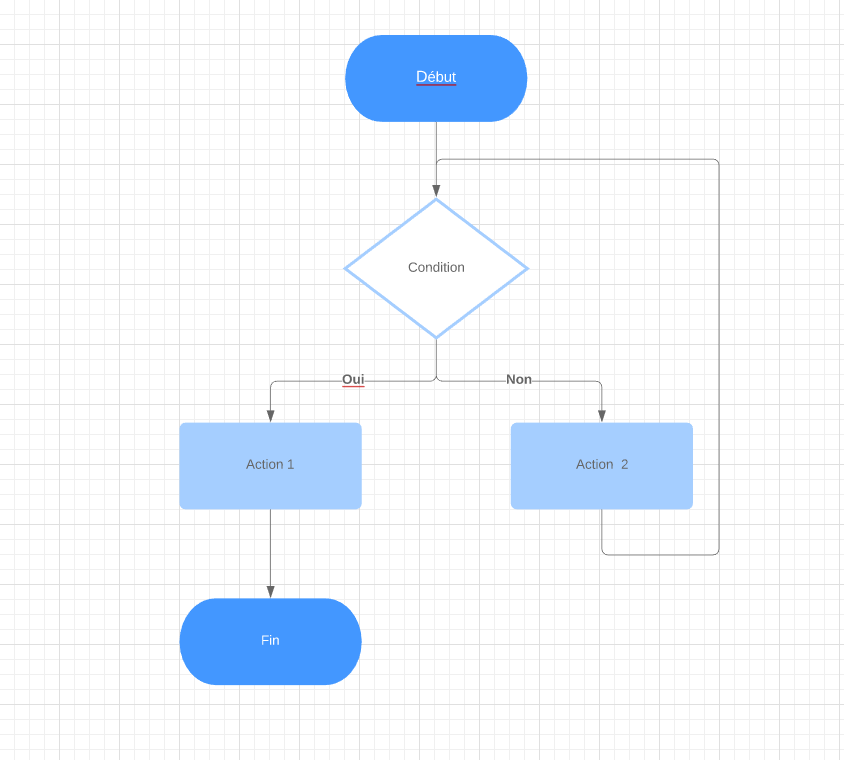 Début
Condition
Oui
Non
Action 1
Action  2
Fin